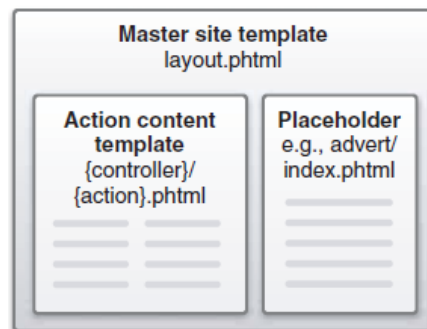 Master site template
layout.phtml
Action content
template
{controller}/
{action}.phtml
Placeholder
e.g., advert/
index.phtml